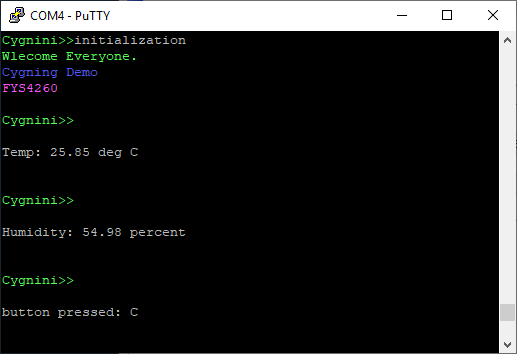 COM4 - PuTTY
Cygnini>>initialization
Wlecome Everyone.
Cygning Demo
FYS4260
Cygnini>>
Temp: 25.85 deg C
Cygnini>>
Humidity: 54.98 percent
Cygnini>>
button pressed: C